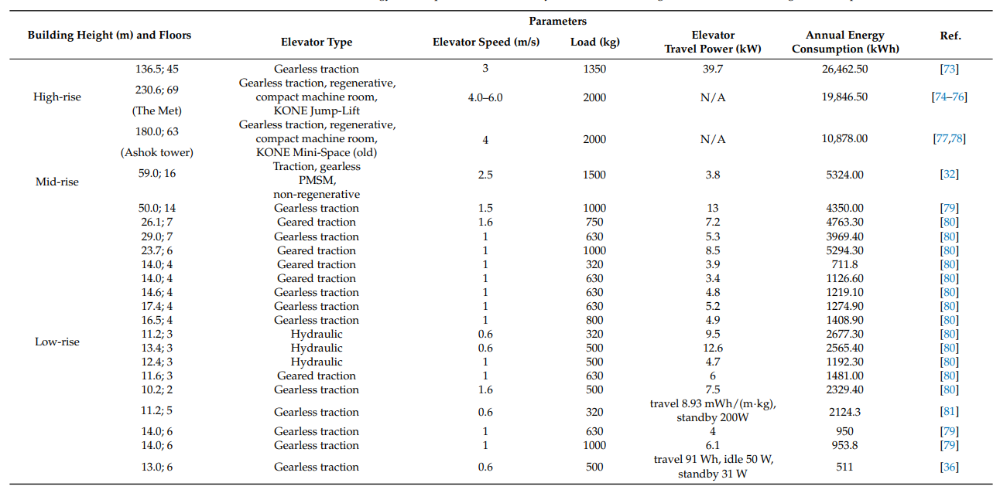 Parameters
Building Height (m) and Floors Elevator Type Elevator Speed (m/s) Load (kg) Elevator Travel Power (kW) Annual Energy Consumption (kWh) Ref.
High-rise
136.5; 45 Gearless traction 3 1350 39.7 26,462.50 [73]
230.6; 69 (The Met) Gearless traction, regenerative, compact machine room, KONE Jump-Lift 4.0–6.0 2000 N/A 19,846.50 [74–76]
180.0; 63 (Ashok tower) Gearless traction, regenerative, compact machine room, KONE Mini-Space (old) 4 2000 N/A 10,878.00 [77,78]
Mid-rise
59.0; 16 Traction, gearless PMSM, non-regenerative 2.5 1500 3.8 5324.00 [32]
50.0; 14 Gearless traction 1.5 1000 13 4350.00 [79]
Low-rise
26.1; 7 Geared traction 1.6 750 7.2 4763.30 [80]
29.0; 7 Gearless traction 1 630 5.3 3969.40 [80]
23.7; 6 Geared traction 1 1000 8.5 5294.30 [80]
14.0; 4 Geared traction 1 320 3.9 711.8 [80]
14.0; 4 Geared traction 1 630 3.4 1126.60 [80]
14.6; 4 Gearless traction 1 630 4.8 1219.10 [80]
17.4; 4 Gearless traction 1 630 5.2 1274.90 [80]
16.5; 4 Gearless traction 1 800 4.9 1408.90 [80]
11.2; 3 Hydraulic 0.6 320 9.5 2677.30 [80]
13.4; 3 Hydraulic 0.6 500 12.6 2565.40 [80]
12.4; 3 Hydraulic 1 500 4.7 1192.30 [80]
11.6; 3 Geared traction 1 630 6 1481.00 [80]
10.2; 2 Gearless traction 1.6 500 7.5 2329.40 [80]
11.2; 5 Gearless traction 0.6 320 travel 8.93 mWh/(m·kg), standby 200W 2124.3 [81]
14.0; 6 Gearless traction 1 630 4 950 [79]
14.0; 6 Gearless traction 1 1000 6.1 953.8 [79]
13.0; 6 Gearless traction 0.6 500 travel 91 Wh, idle 50 W, standby 31 W 511 [36]